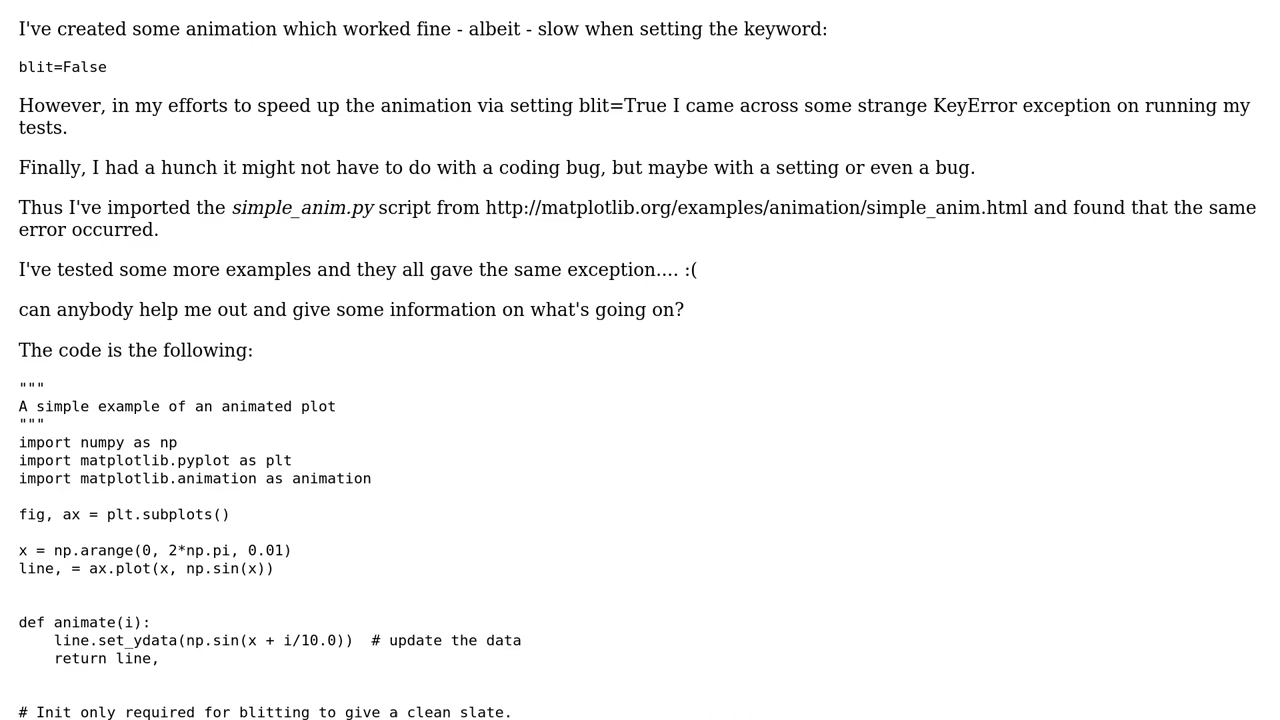 I've created some animation which worked fine - albeit - slow when setting the keyword:
blit=False
However, in my efforts to speed up the animation via setting blit=True I came across some strange KeyError exception on running my
tests.
Finally, I had a hunch it might not have to do with a coding bug, but maybe with a setting or even a bug.
Thus I've imported the simple_anim.py script from http://matplotlib.org/examples/animation/simple_anim.html and found that the same
error occurred.
I've tested some more examples and they all gave the same exception.... :(
can anybody help me out and give some information on what's going on?
The code is the following:
"""
A simple example of an animated plot
"""
import numpy as np
import matplotlib.pyplot as plt
import matplotlib.animation as animation
fig, ax = plt.subplots()
x = np.arange(0, 2*np.pi, 0.01)
line, = ax.plot(x, np.sin(x))
def animate(i):
    line.set_ydata(np.sin(x + i/10.0))  # update the data
    return line,
# Init only required for blitting to give a clean slate.